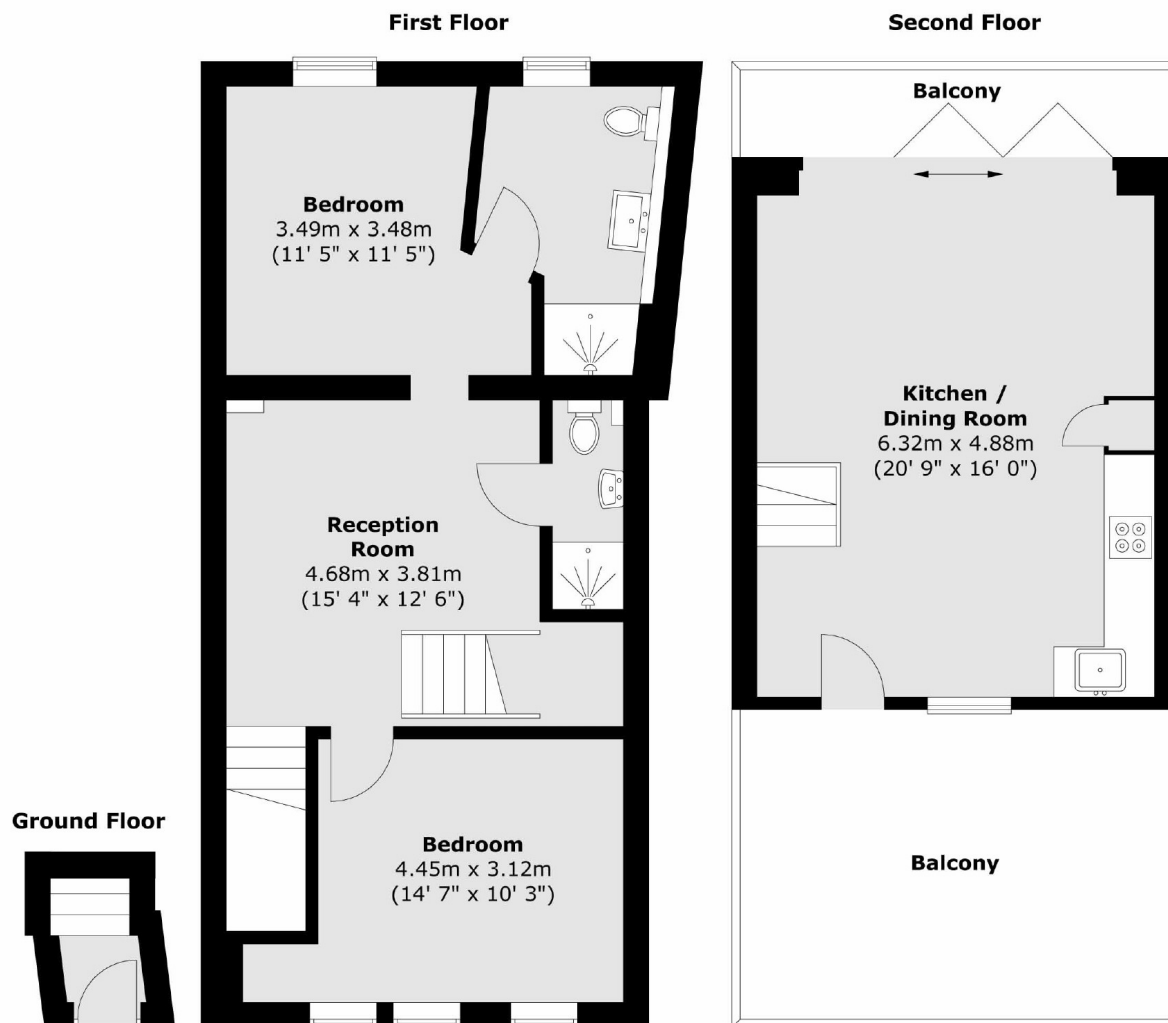 First Floor
Second Floor
Balcony
Bedroom
3.49m x 3.48m
(11' 5" x 11' 5")
Kitchen /
Dining Room
6.32m x 4.88m
(20' 9" x 16' 0")
Reception
Room
4.68m x 3.81m
(15' 4" x 12' 6")
Ground Floor
Bedroom
4.45m x 3.12m
(14' 7" x 10' 3")
Balcony